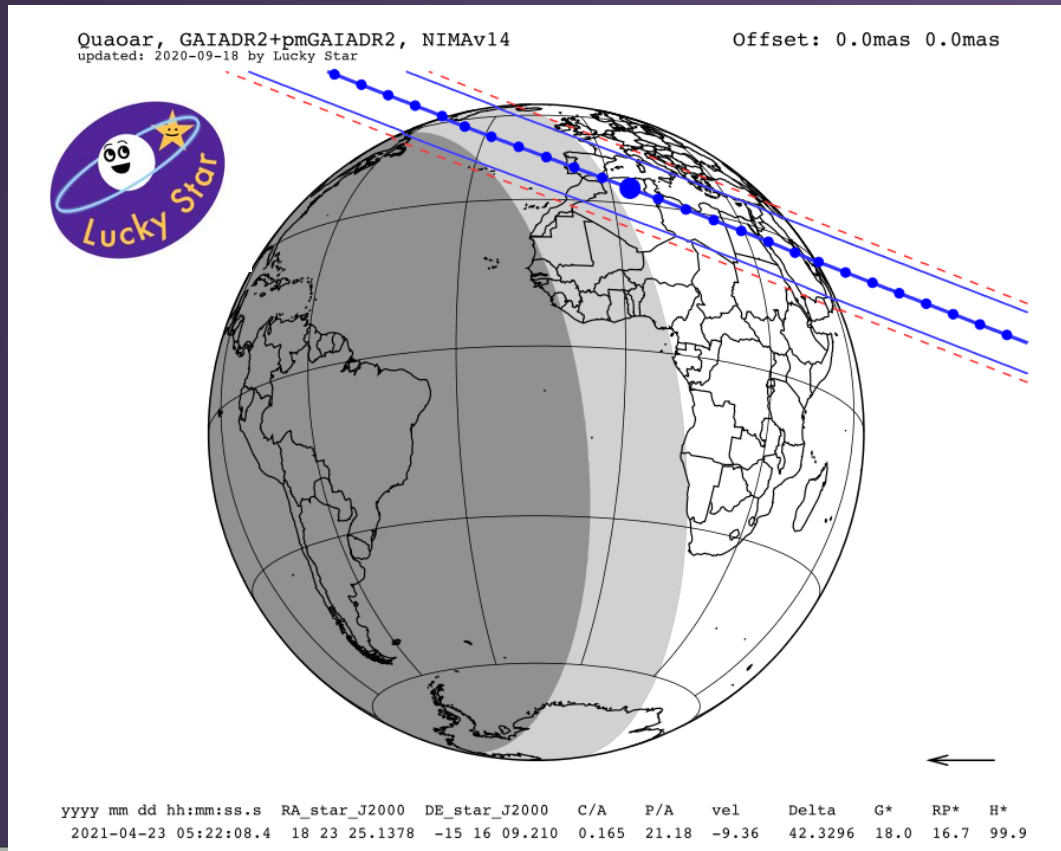 Quaoar, GAIADR2+pmGAIADR2, NIMAv14 Offset: 0.0mas 0.0mas
updated: 2020-09-18 by Lucky Star
Lucky Star
yyyy mm dd hh:mm:ss.s RA_star_J2000 DE_star_J2000 C/A P/A vel Delta G* RP* H*
2021-04-23 05:22:08.4 18 23 25.1378 -15 16 09.210 0.165 21.18 -9.36 42.3296 18.0 16.7 99.9